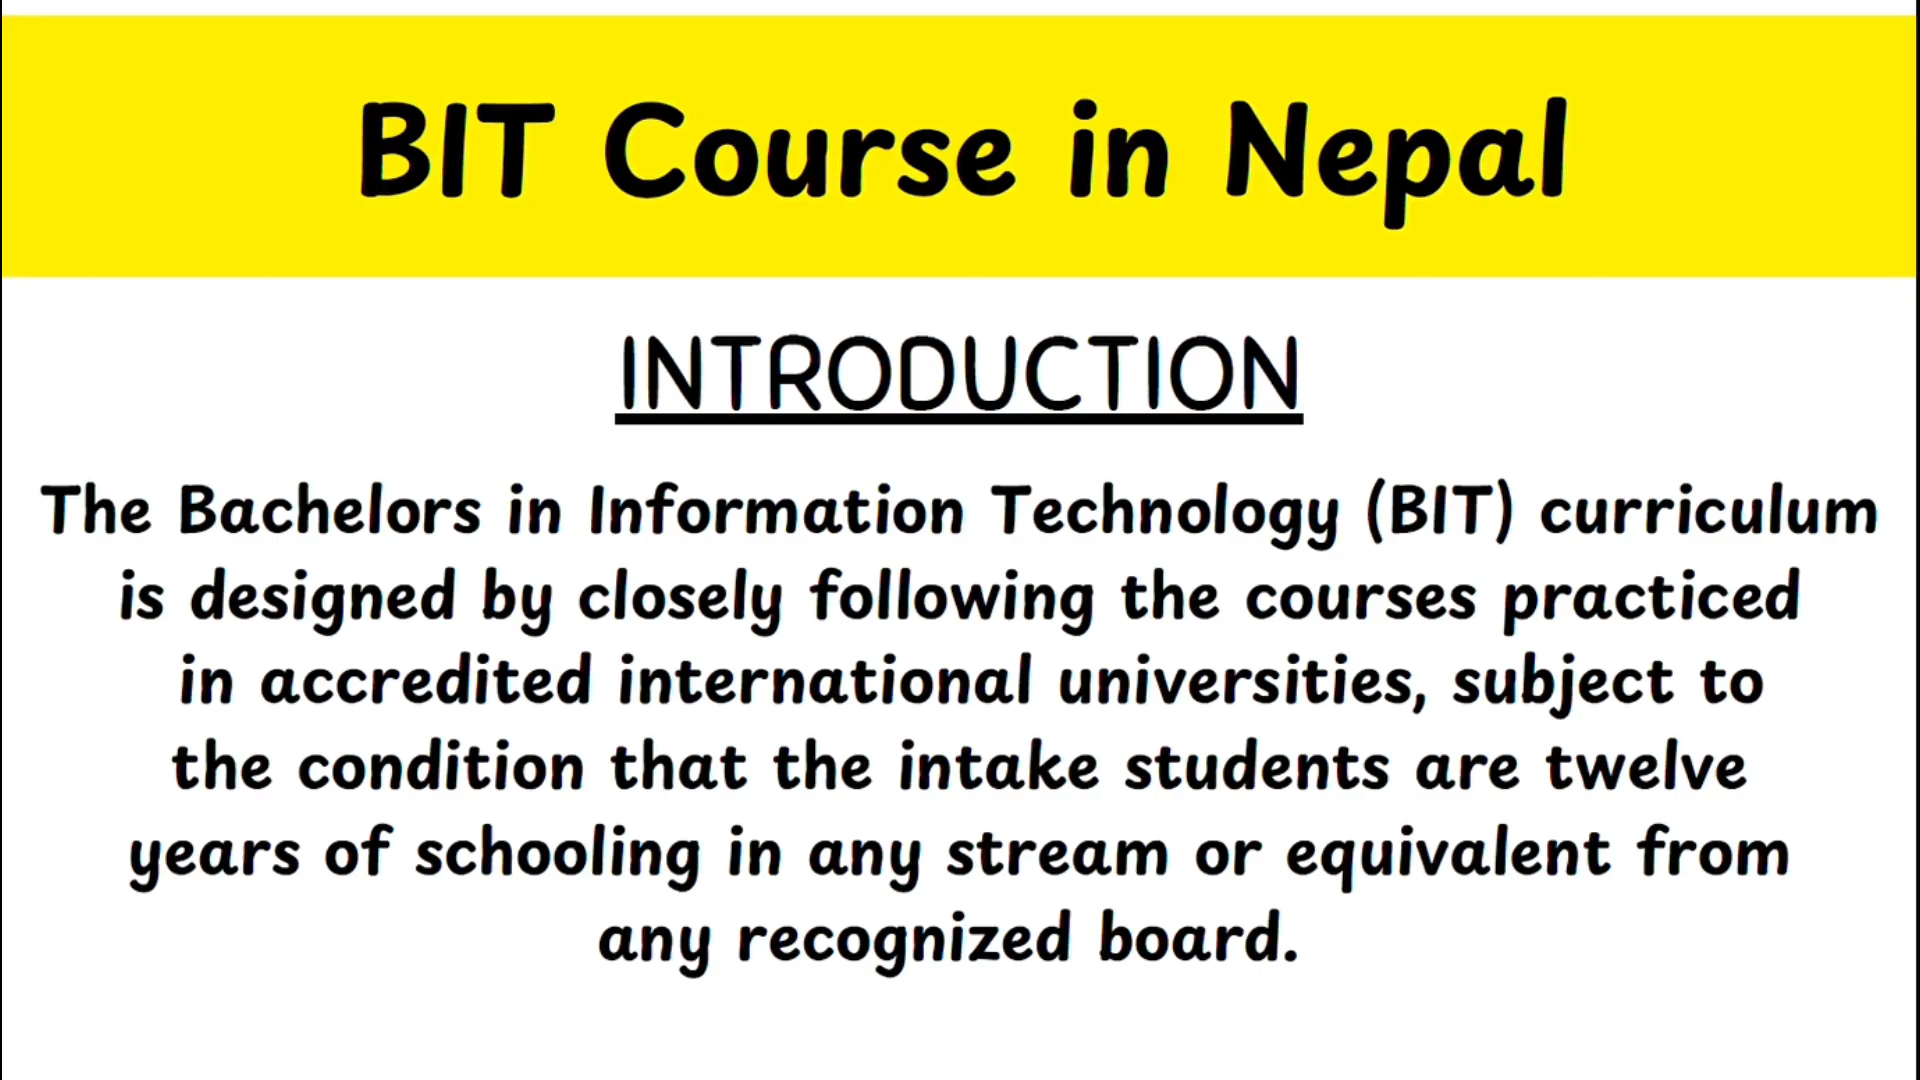 BIT Course in Nepal
INTRODUCTION
The Bachelors in Information Technology (BIT) curriculum
is designed by closely following the courses practiced
in accredited international universities, subject to
the condition that the intake students are twelve
years of schooling in any stream or equivalent from
any recognized board.